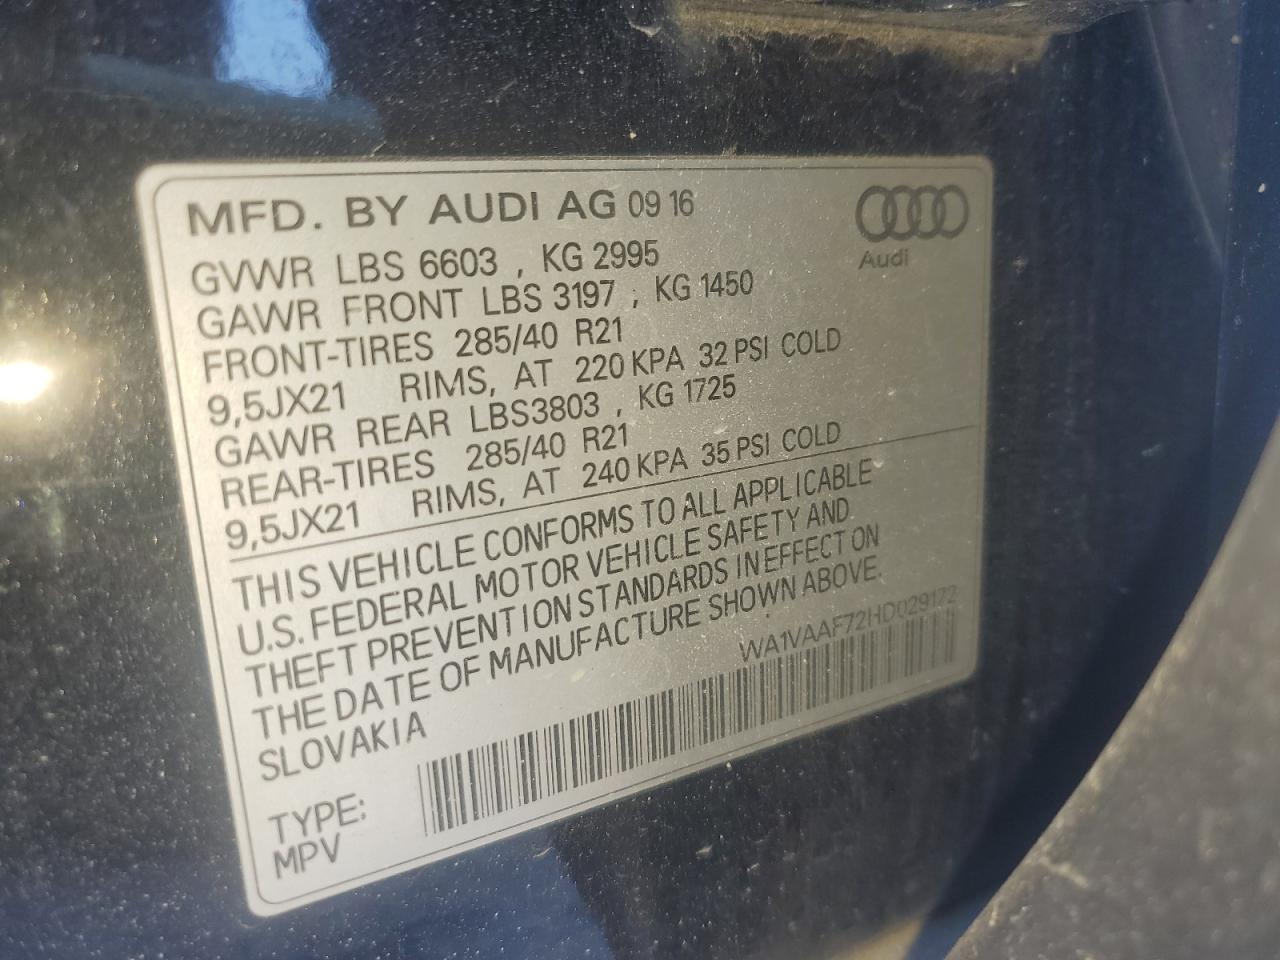 MFD. BY AUDI AG 09 16
Audi
GVWR LBS 6603 , KG 2995
GAWR FRONT LBS 3197 , KG 1450
FRONT-TIRES 285/40 R21
9,5JX21 RIMS, AT 220 KPA 32 PSI COLD
GAWR REAR LBS3803 , KG 1725
REAR-TIRES 285/40 R21
9,5JX21 RIMS, AT 240 KPA 35 PSI COLD
THIS VEHICLE CONFORMS TO ALL APPLICABLE
U.S. FEDERAL MOTOR VEHICLE SAFETY AND
THEFT PREVENTION STANDARDS IN EFFECT ON
THE DATE OF MANUFACTURE SHOWN ABOVE.
SLOVAKIA
WA1VAAF72HD029172
TYPE:
MPV